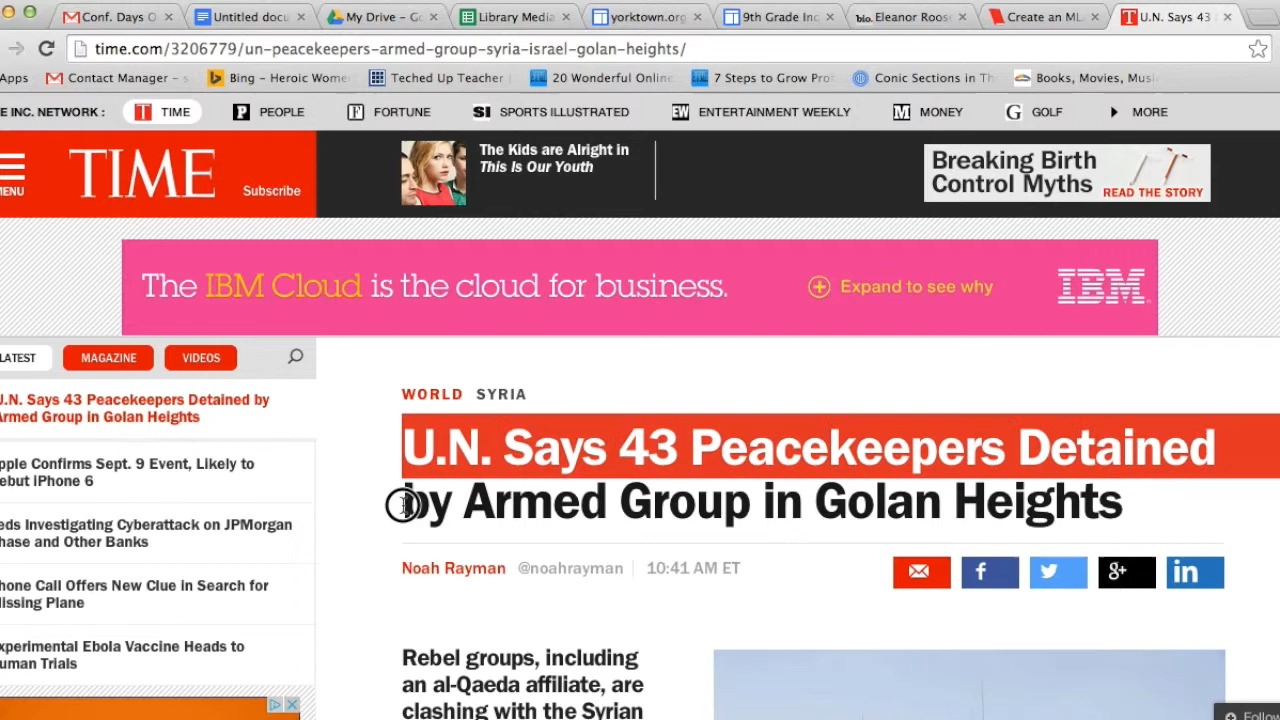 Conf. Days O
Untitled docu
My Drive – G
Library Media
yorktown.org
9th Grade Inc
bio. Eleanor Roos
Create an ML
U.N. Says 43
time.com/3206779/un-peacekeepers-armed-group-syria-israel-golan-heights/
Apps
Contact Manager – s
Bing – Heroic Wome
Teched Up Teacher
20 Wonderful Online
7 Steps to Grow Prof
Conic Sections in Th
Books, Movies, Musi
E INC. NETWORK :
TIME
PEOPLE
FORTUNE
SI SPORTS ILLUSTRATED
EW ENTERTAINMENT WEEKLY
MONEY
GOLF
MORE
MENU
TIME
Subscribe
The Kids are Alright in
This Is Our Youth
Breaking Birth
Control Myths
READ THE STORY
The IBM Cloud is the cloud for business.
Expand to see why
IBM
LATEST
MAGAZINE
VIDEOS
U.N. Says 43 Peacekeepers Detained by
Armed Group in Golan Heights
pple Confirms Sept. 9 Event, Likely to
ebut iPhone 6
eds Investigating Cyberattack on JPMorgan
hase and Other Banks
hone Call Offers New Clue in Search for
issing Plane
xperimental Ebola Vaccine Heads to
uman Trials
WORLD SYRIA
U.N. Says 43 Peacekeepers Detained
by Armed Group in Golan Heights
Noah Rayman @noahrayman 10:41 AM ET
Rebel groups, including
an al-Qaeda affiliate, are
clashing with the Syrian
Follow